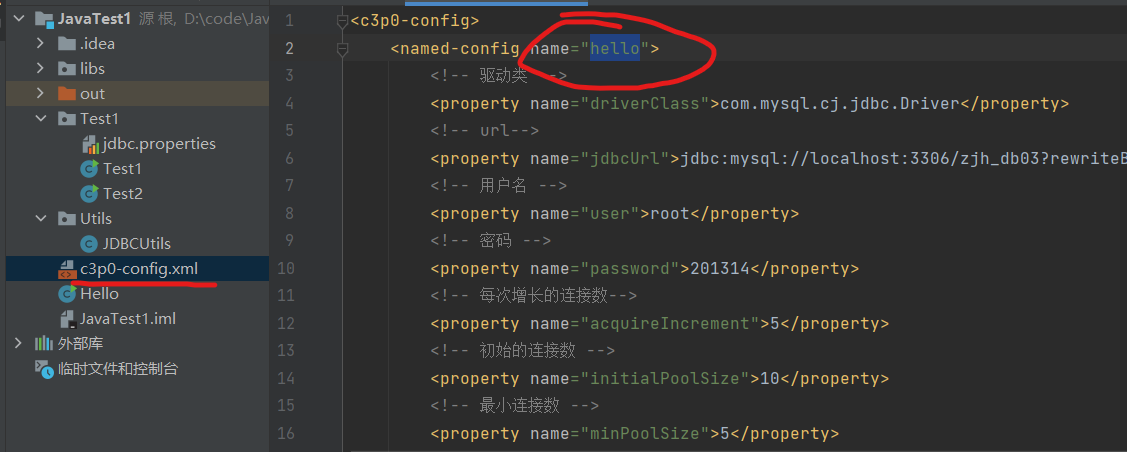 JavaTest1 源根, D:\code\Jav
.idea
libs
out
Test1
jdbc.properties
Test1
Test2
Utils
JDBCUtils
c3p0-config.xml
Hello
JavaTest1.iml
外部库
临时文件和控制台
1 <c3p0-config>
2 <named-config name="hello">
3 <!-- 驱动类 -->
4 <property name="driverClass">com.mysql.cj.jdbc.Driver</property>
5 <!-- url-->
6 <property name="jdbcUrl">jdbc:mysql://localhost:3306/zjh_db03?rewriteB
7 <!-- 用户名 -->
8 <property name="user">root</property>
9 <!-- 密码 -->
10 <property name="password">201314</property>
11 <!-- 每次增长的连接数-->
12 <property name="acquireIncrement">5</property>
13 <!-- 初始的连接数 -->
14 <property name="initialPoolSize">10</property>
15 <!-- 最小连接数 -->
16 <property name="minPoolSize">5</property>